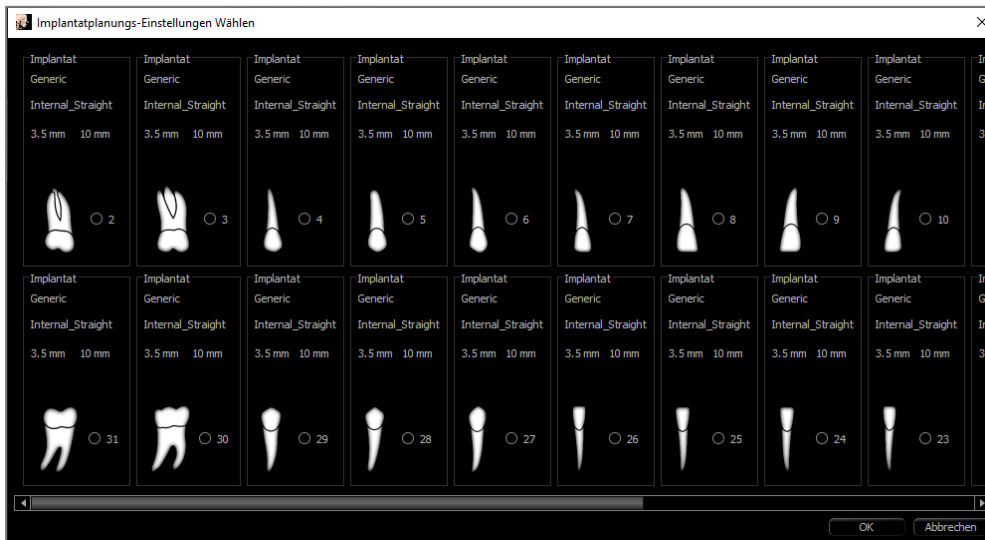 Implantatplanungs-Einstellungen Wählen
Implantat Implantat Implantat Implantat Implantat Implantat Implantat Implantat Implantat
Generic Generic Generic Generic Generic Generic Generic Generic Generic
Internal_Straight Internal_Straight Internal_Straight Internal_Straight Internal_Straight Internal_Straight Internal_Straight Internal_Straight Internal_Straight
3.5 mm 10 mm 3.5 mm 10 mm 3.5 mm 10 mm 3.5 mm 10 mm 3.5 mm 10 mm 3.5 mm 10 mm 3.5 mm 10 mm 3.5 mm 10 mm 3.5 mm 10 mm
2 3 4 5 6 7 8 9 10
Implantat Implantat Implantat Implantat Implantat Implantat Implantat Implantat Implantat
Generic Generic Generic Generic Generic Generic Generic Generic Generic
Internal_Straight Internal_Straight Internal_Straight Internal_Straight Internal_Straight Internal_Straight Internal_Straight Internal_Straight Internal_Straight
3.5 mm 10 mm 3.5 mm 10 mm 3.5 mm 10 mm 3.5 mm 10 mm 3.5 mm 10 mm 3.5 mm 10 mm 3.5 mm 10 mm 3.5 mm 10 mm 3.5 mm 10 mm
31 30 29 28 27 26 25 24 23
OK Abbrechen